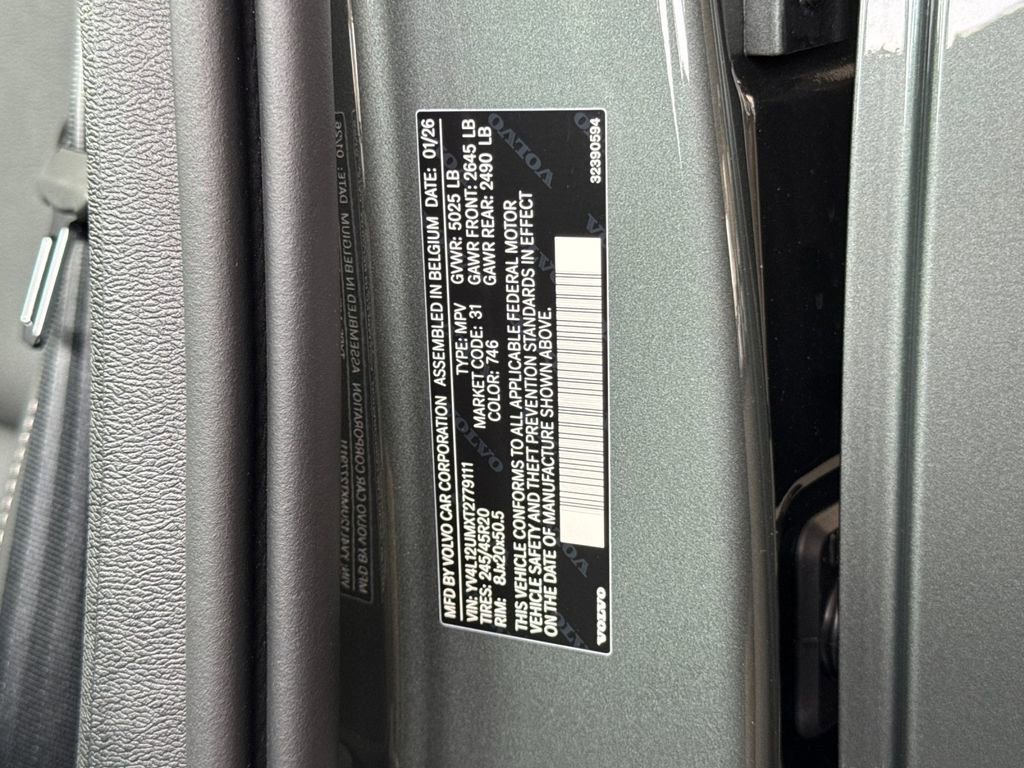 MFD BY VOLVO CAR CORPORATION ASSEMBLED IN BELGIUM DATE: 01/26
VIN: YV4L12UMXT2779111 TYPE: MPV GVWR: 5025 LB
TIRES: 245/45R20 MARKET CODE: 31 GAWR FRONT: 2645 LB
RIM: 8Jx20x50.5 COLOR: 746 GAWR REAR: 2490 LB
THIS VEHICLE CONFORMS TO ALL APPLICABLE FEDERAL MOTOR
VEHICLE SAFETY AND THEFT PREVENTION STANDARDS IN EFFECT
ON THE DATE OF MANUFACTURE SHOWN ABOVE.
VOLVO 32390594